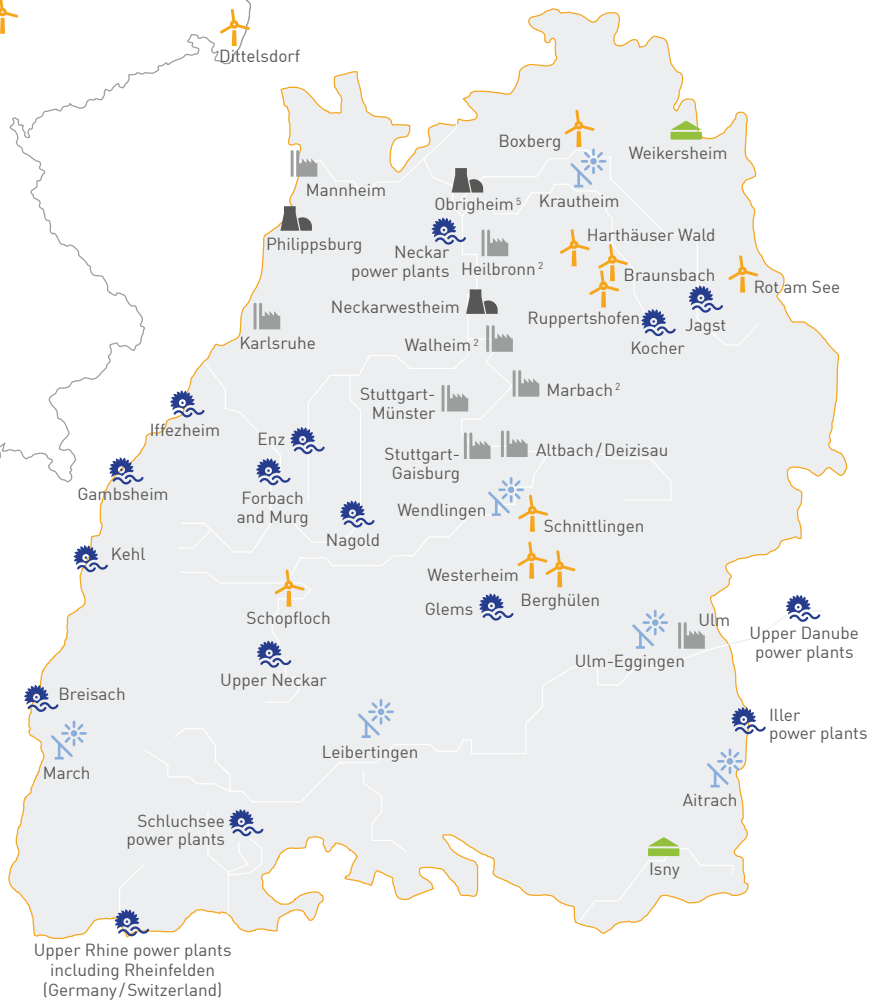 Dittelsdorf
Boxberg
Weikersheim
Mannheim
Obrigheim⁵
Krautheim
Philippsburg
Harthäuser Wald
Neckar
power plants
Heilbronn²
Braunsbach
Rot am See
Neckarwestheim
Ruppertshofen
Jagst
Karlsruhe
Walheim²
Kocher
Stuttgart-
Münster
Marbach²
Iffezheim
Enz
Stuttgart-
Gaisburg
Altbach/Deizisau
Gambsheim
Forbach
and Murg
Wendlingen
Schnittlingen
Nagold
Kehl
Westerheim
Berghülen
Glems
Schopfloch
Ulm
Upper Danube
power plants
Ulm-Eggingen
Upper Neckar
Breisach
Iller
power plants
Leibertingen
March
Aitrach
Schluchsee
power plants
Isny
Upper Rhine power plants
including Rheinfelden
(Germany/Switzerland)